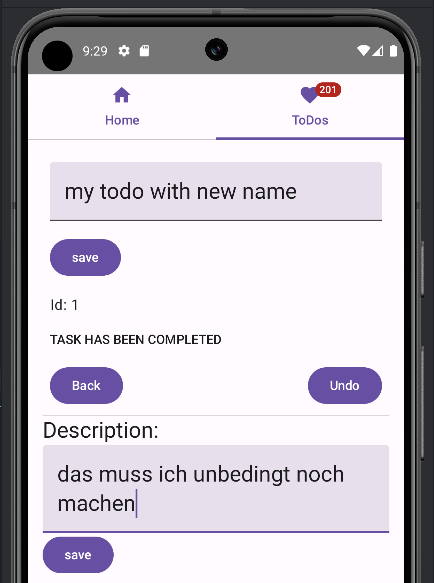 9:29
201
Home
ToDos
my todo with new name
save
Id: 1
TASK HAS BEEN COMPLETED
Back
Undo
Description:
das muss ich unbedingt noch
machen
save